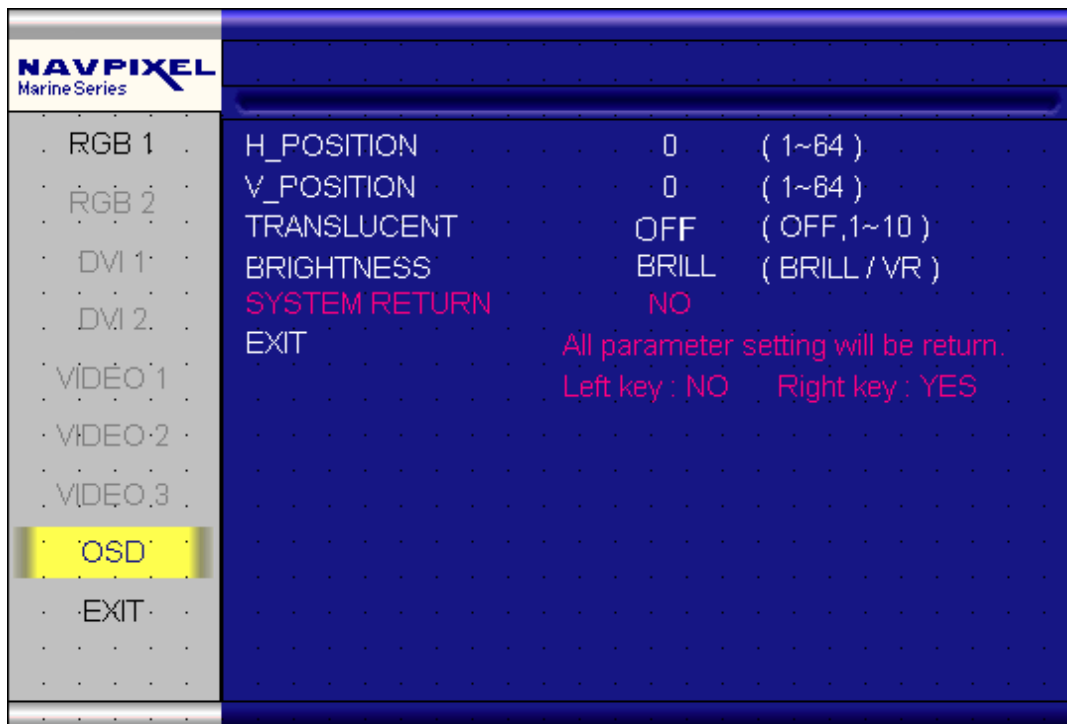 NAVPIXEL
Marine Series
RGB 1
RGB 2
DVI 1
DVI 2
VIDEO 1
VIDEO 2
VIDEO 3
OSD
EXIT
H_POSITION 0 ( 1~64 )
V_POSITION 0 ( 1~64 )
TRANSLUCENT OFF ( OFF,1~10 )
BRIGHTNESS BRILL ( BRILL / VR )
SYSTEM RETURN NO
EXIT All parameter setting will be return.
Left key : NO Right key : YES